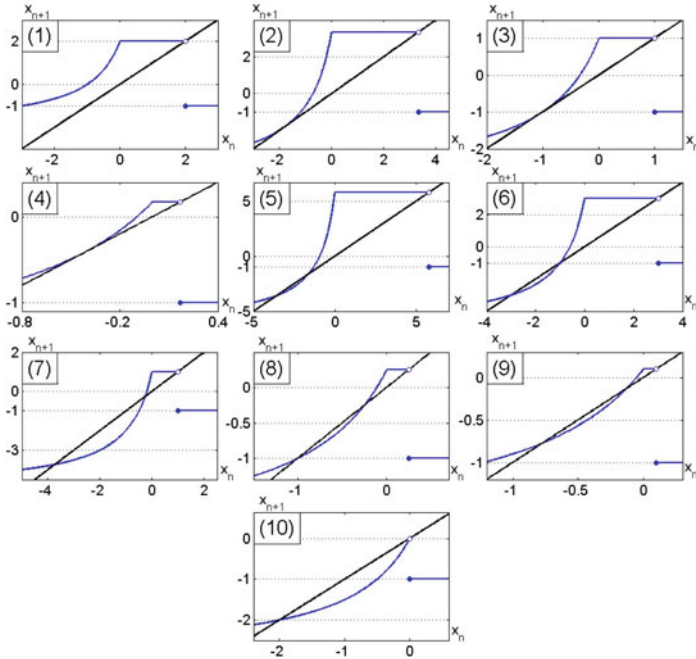 x_{n+1} x_{n+1} x_{n+1}
(1) (2) (3)
2 2 1
0 0 0
-1 -1 -1
-2
-2 0 2 x_n -2 0 2 4 x_n -2 -1 0 1 x_n
x_{n+1} x_{n+1} x_{n+1}
(4) (5) (6)
0 5 2
0 0
-1 -1 -1
-5
-0.8 -0.2 0.4 x_n -5 0 5 x_n -4 -2 0 2 4 x_n
x_{n+1} x_{n+1} x_{n+1}
(7) (8) (9)
2 0.5
0 0 0
-1 -0.5 -0.5
-3 -1 -1
-4 -2 0 2 x_n -1 0 x_n -1 -0.5 0 x_n
x_{n+1}
(10)
0
-1
-2
-2 -1 0 x_n